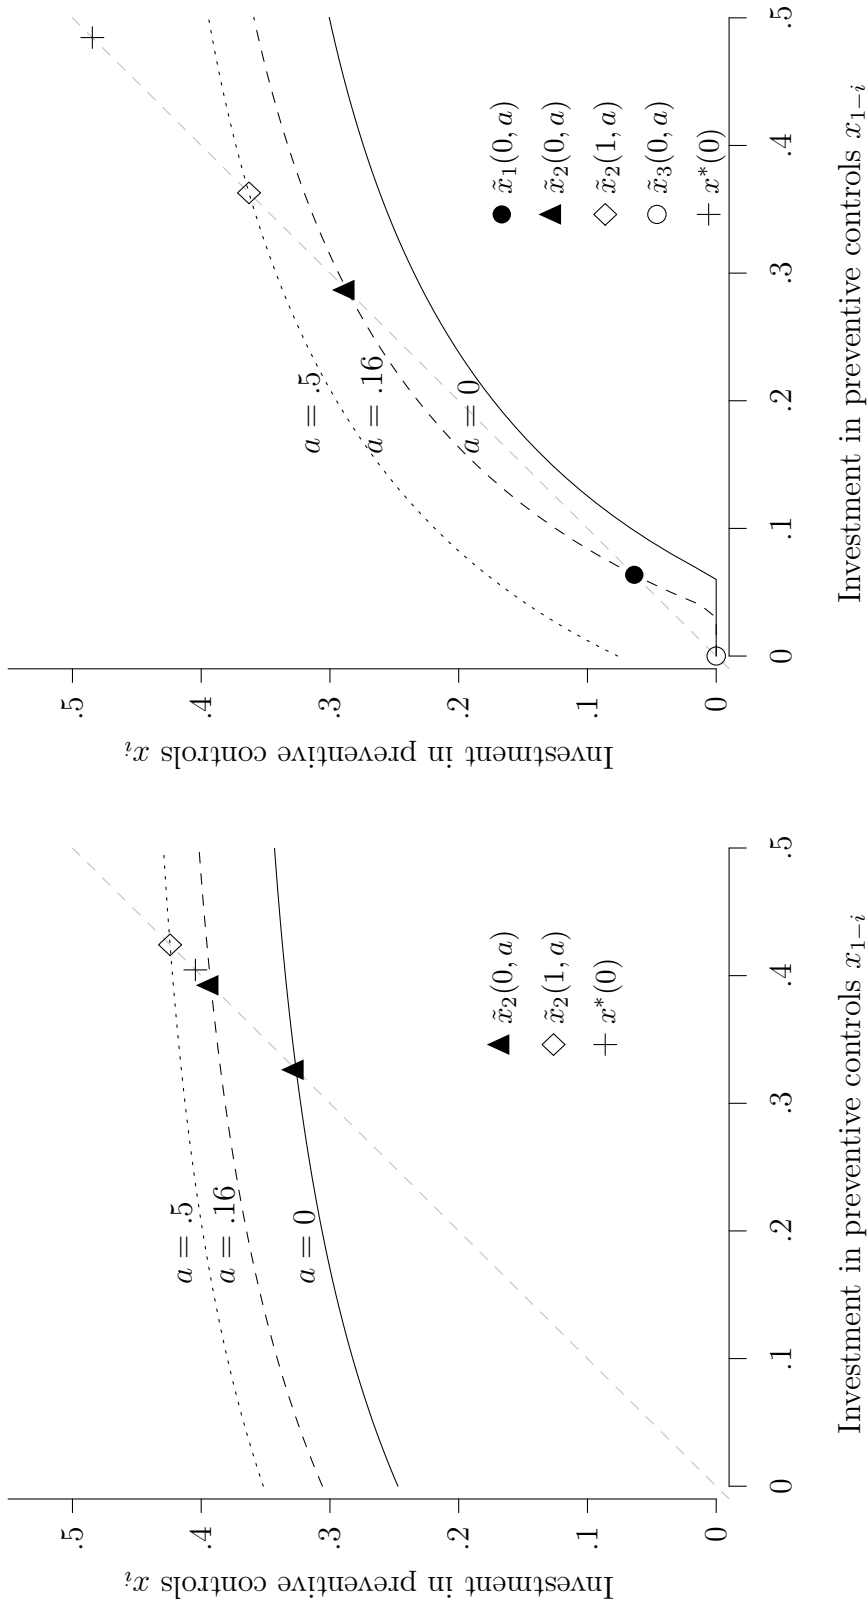 Investment in preventive controls x_i
.5
.4
.3
.2
.1
0
a = .5
a = .16
a = 0
x̃_2(0, a)
x̃_2(1, a)
x*(0)
0
.1
.2
.3
.4
.5
Investment in preventive controls x_{1−i}
Investment in preventive controls x_i
.5
.4
.3
.2
.1
0
a = .5
a = .16
a = 0
x̃_1(0, a)
x̃_2(0, a)
x̃_2(1, a)
x̃_3(0, a)
x*(0)
0
.1
.2
.3
.4
.5
Investment in preventive controls x_{1−i}